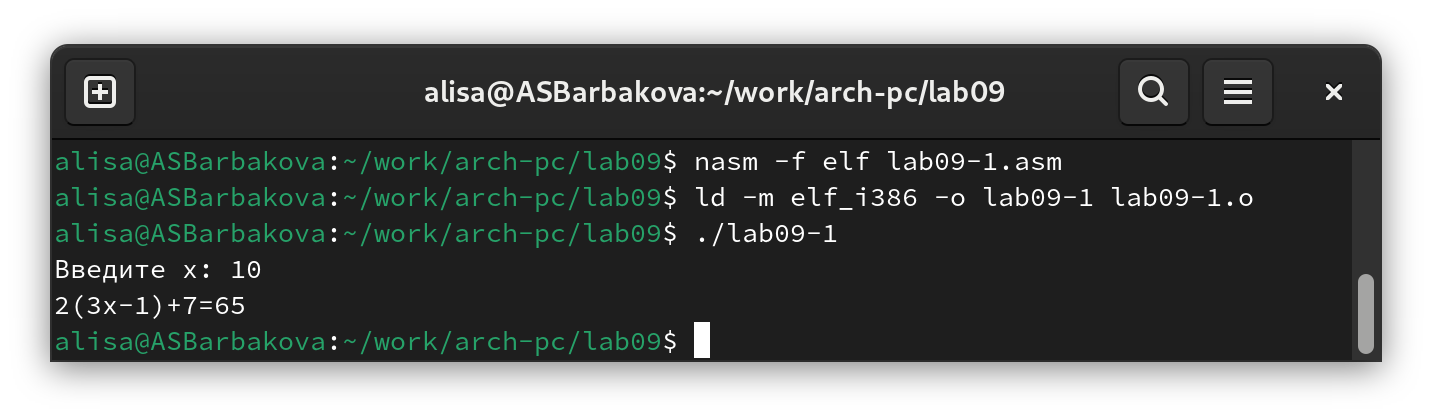 alisa@ASBarbakova:~/work/arch-pc/lab09
alisa@ASBarbakova:~/work/arch-pc/lab09$ nasm -f elf lab09-1.asm
alisa@ASBarbakova:~/work/arch-pc/lab09$ ld -m elf_i386 -o lab09-1 lab09-1.o
alisa@ASBarbakova:~/work/arch-pc/lab09$ ./lab09-1
Введите x: 10
2(3x-1)+7=65
alisa@ASBarbakova:~/work/arch-pc/lab09$